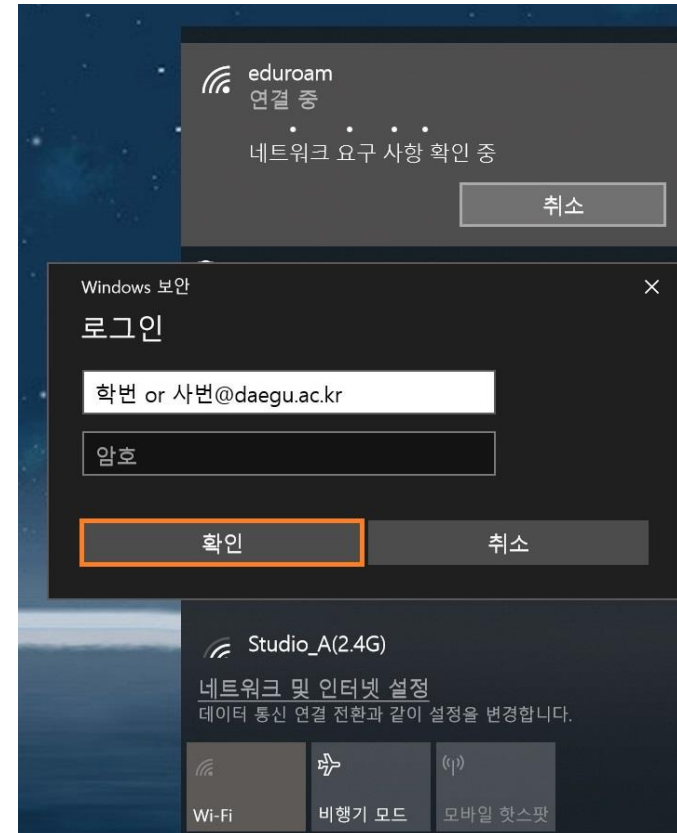 eduroam
연결 중
네트워크 요구 사항 확인 중
취소
Windows 보안
로그인
학번 or 사번@daegu.ac.kr
암호
확인 취소
Studio_A(2.4G)
네트워크 및 인터넷 설정
데이터 통신 연결 전환과 같이 설정을 변경합니다.
Wi-Fi 비행기 모드 모바일 핫스팟